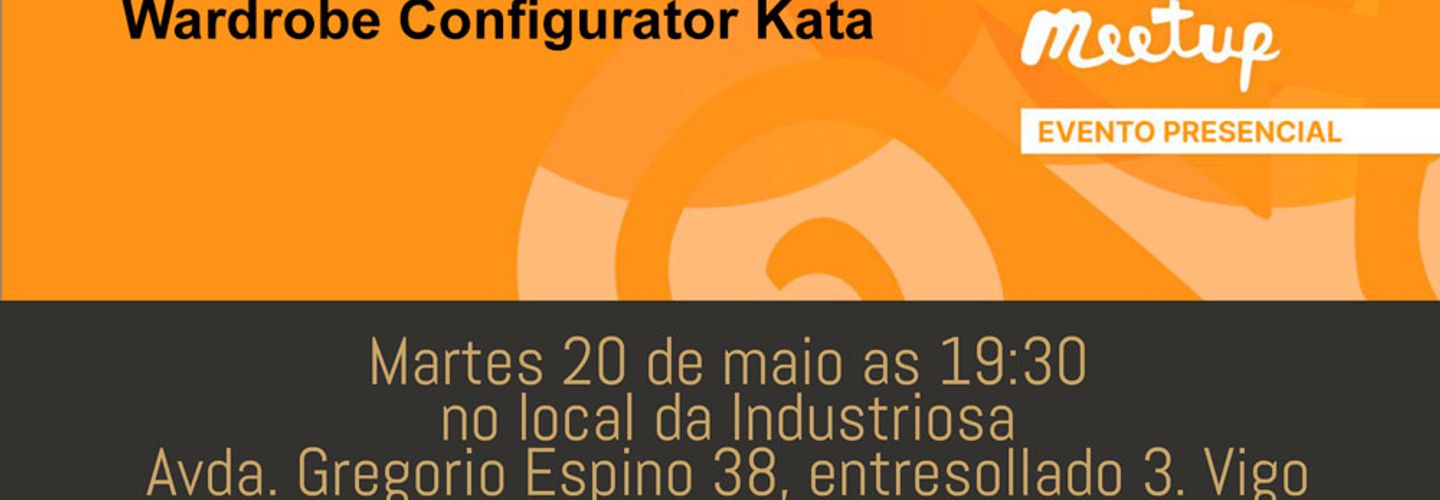 Wardrobe Configurator Kata
meetup
EVENTO PRESENCIAL
Martes 20 de maio as 19:30
no local da Industriosa
Avda. Gregorio Espino 38, entresollado 3. Vigo